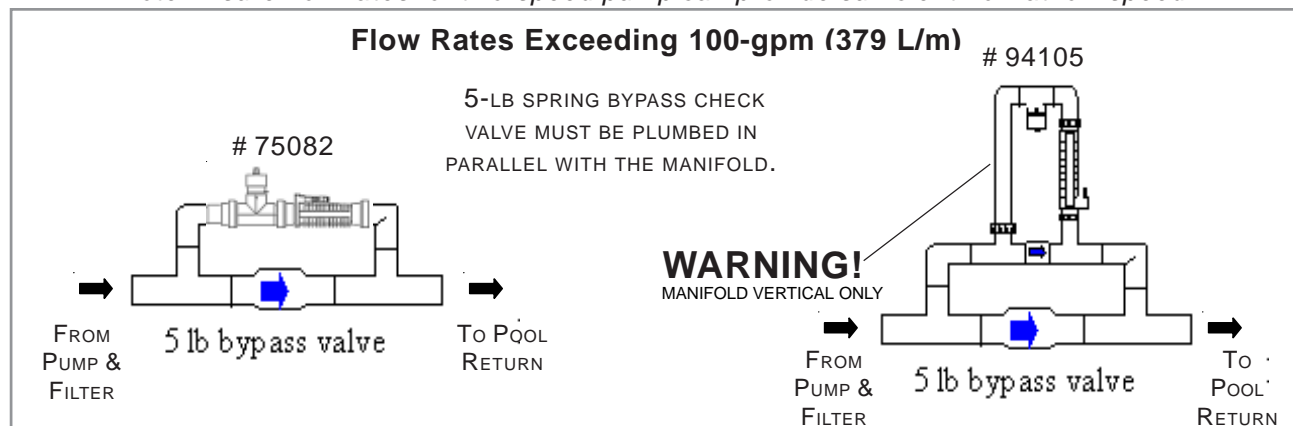 Flow Rates Exceeding 100-gpm (379 L/m)
# 94105
5-LB SPRING BYPASS CHECK
VALVE MUST BE PLUMBED IN
PARALLEL WITH THE MANIFOLD.
# 75082
WARNING!
MANIFOLD VERTICAL ONLY
FROM
PUMP &
FILTER
5 lb bypass valve
TO POOL
RETURN
FROM
PUMP &
FILTER
5 lb bypass valve
TO
POOL
RETURN